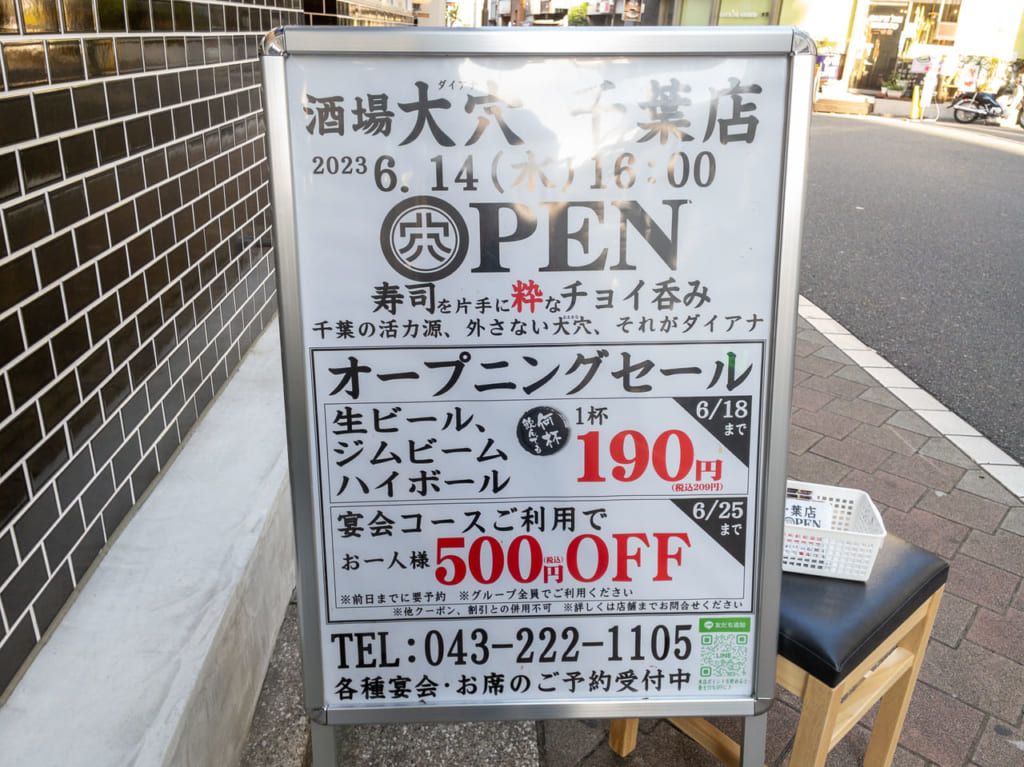 ダイアナ
酒場大穴 千葉店
2023 6.14(水)16:00
穴PEN
寿司を片手に粋なチョイ呑み
千葉の活力源、外さない大穴、それがダイアナ
オープニングセール
生ビール、
ジムビーム
ハイボール
何杯
飲んでも
1杯
190円
(税込209円)
6/18
まで
宴会コースご利用で
お一人様500円(税込)OFF
6/25
まで
※前日までに要予約 ※グループ全員でご利用ください
※他クーポン、割引との併用不可 ※詳しくは店舗までお問合せください
TEL:043-222-1105
各種宴会・お席のご予約受付中
友だち追加
LINE
葉店
OPEN